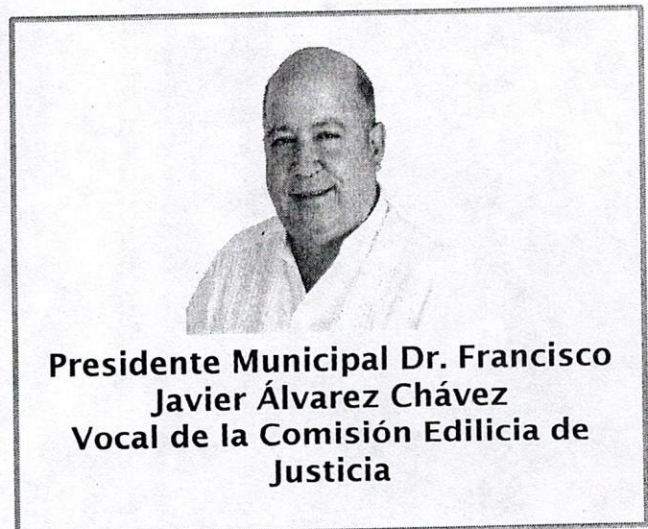 Presidente Municipal Dr. Francisco
Javier Álvarez Chávez
Vocal de la Comisión Edilicia de
Justicia